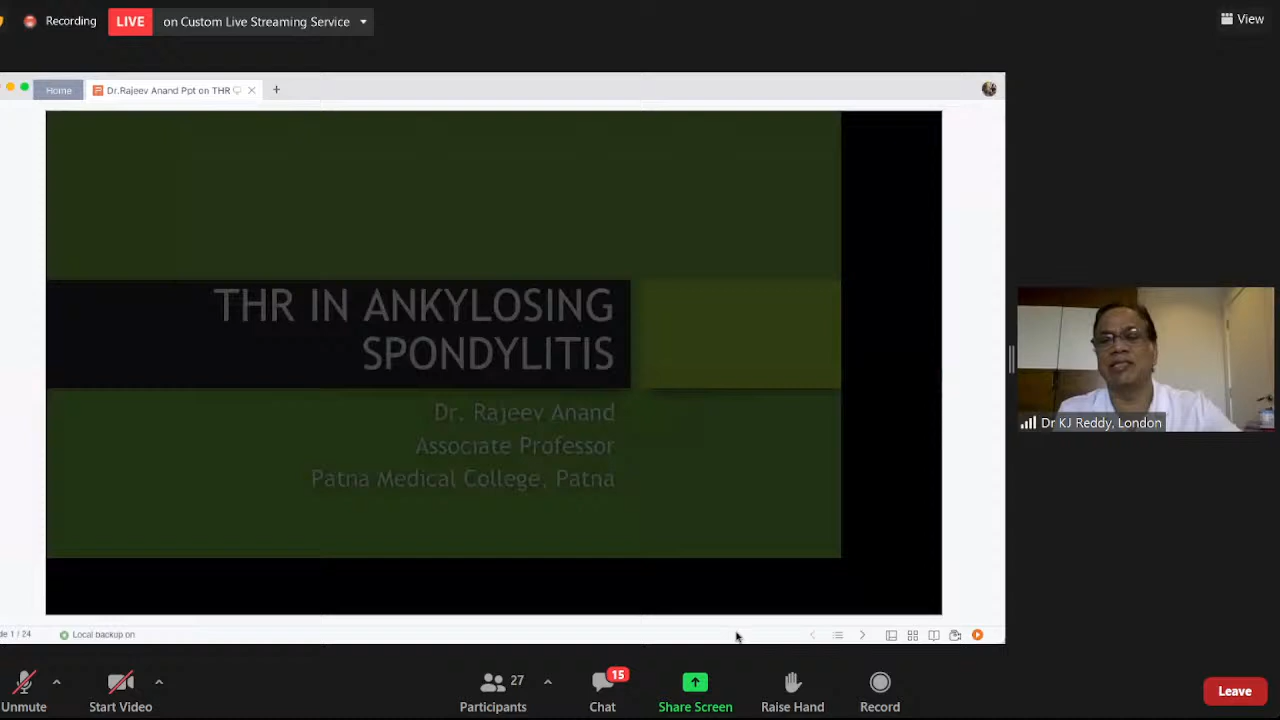 Recording
LIVE
on Custom Live Streaming Service
View
Home
Dr.Rajeev Anand Ppt on THR
THR IN ANKYLOSING
SPONDYLITIS
Dr. Rajeev Anand
Associate Professor
Patna Medical College, Patna
Dr KJ Reddy, London
1 / 24
Local backup on
Unmute
Start Video
27
Participants
15
Chat
Share Screen
Raise Hand
Record
Leave